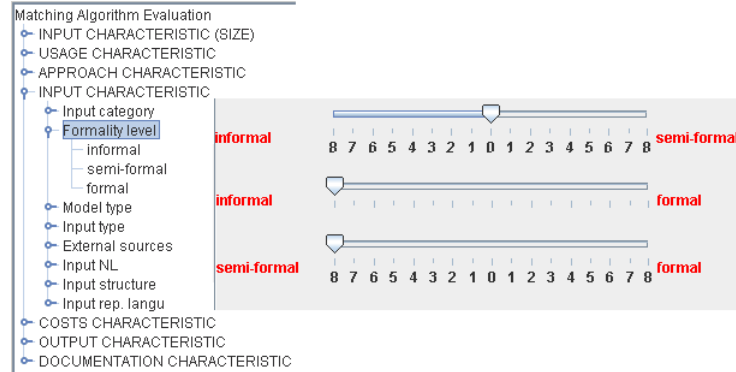 Matching Algorithm Evaluation
INPUT CHARACTERISTIC (SIZE)
USAGE CHARACTERISTIC
APPROACH CHARACTERISTIC
INPUT CHARACTERISTIC
Input category
Formality level
informal
semi-formal
formal
Model type
Input type
External sources
Input NL
Input structure
Input rep. langu
COSTS CHARACTERISTIC
OUTPUT CHARACTERISTIC
DOCUMENTATION CHARACTERISTIC
informal semi-formal
8 7 6 5 4 3 2 1 0 1 2 3 4 5 6 7 8
informal formal
semi-formal formal
8 7 6 5 4 3 2 1 0 1 2 3 4 5 6 7 8